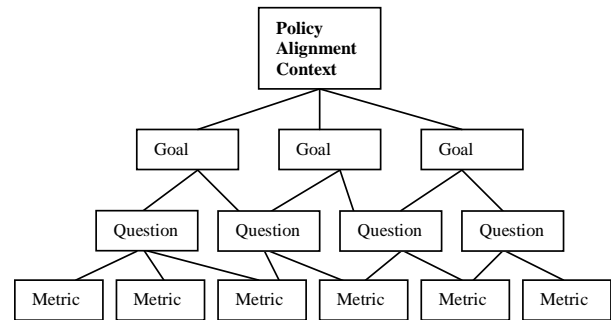 Policy
Alignment
Context
Goal Goal Goal
Question Question Question Question
Metric Metric Metric Metric Metric Metric